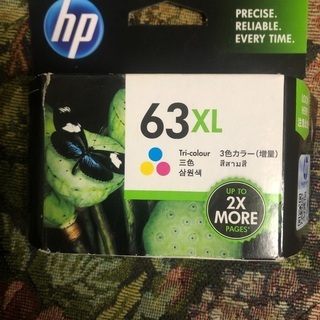 hp
PRECISE.
RELIABLE.
EVERY TIME.
63XL
Tri-colour
三色
삼원색
3色カラー(増量)
สีสามสี
UP TO
2X
MORE
PAGES*